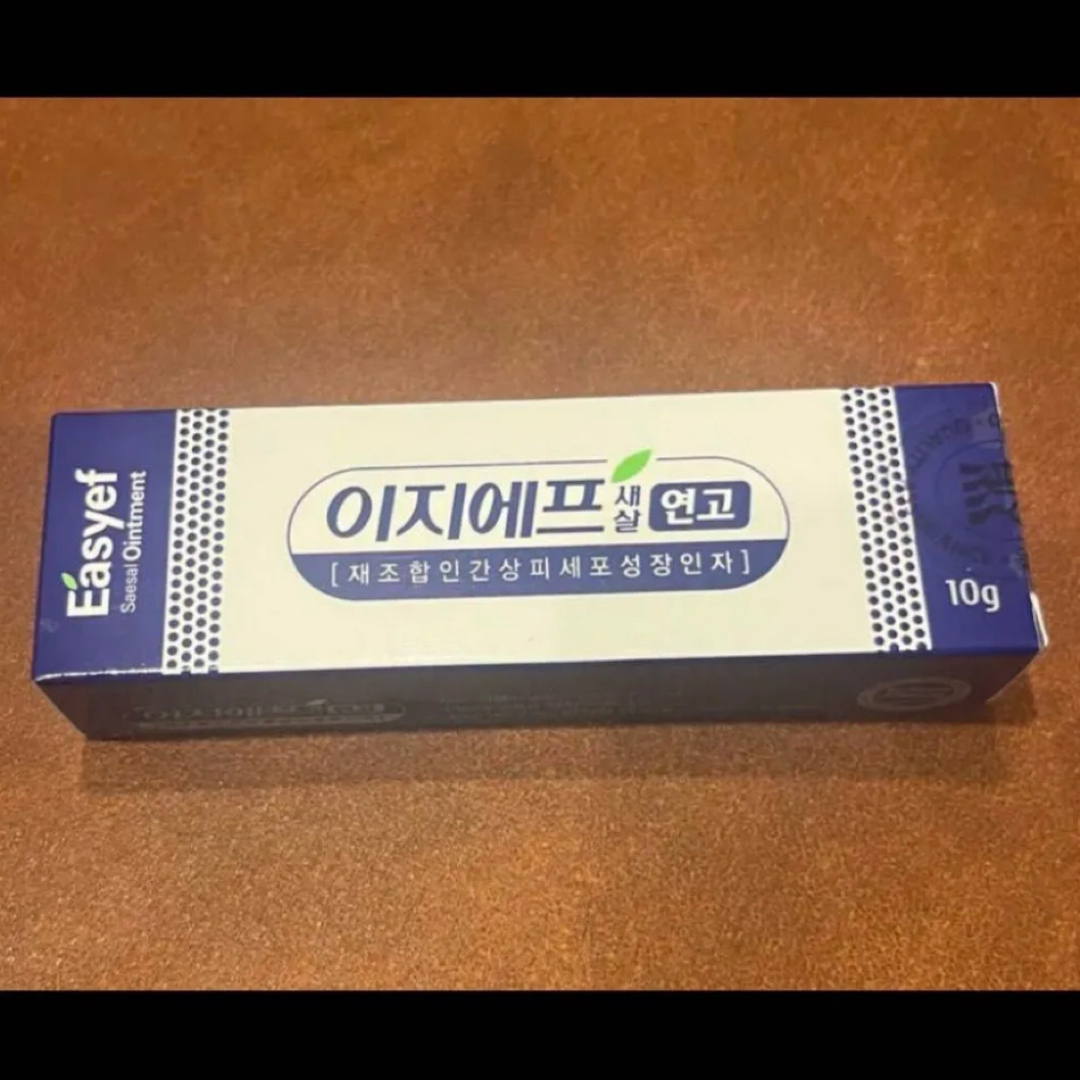 Easyef
Saesal Ointment
이지에프 새살 연고
[재조합인간상피세포성장인자]
10g